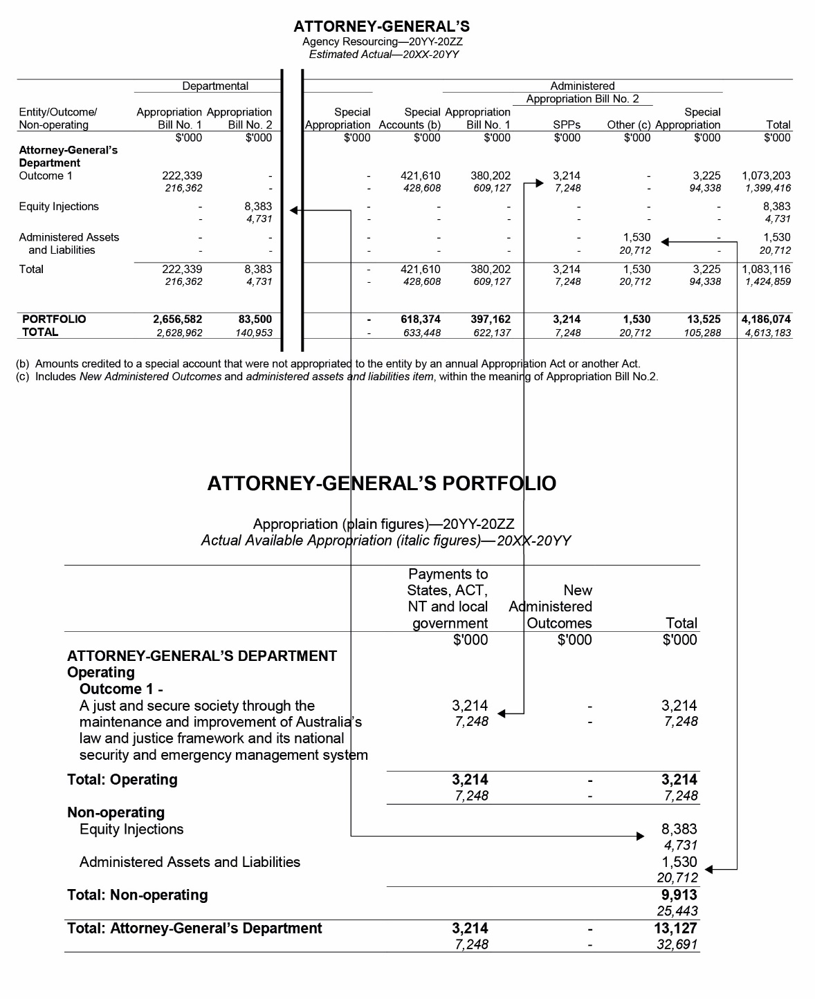 ATTORNEY-GENERAL’S
Agency Resourcing—20YY-20ZZ
Estimated Actual—20XX-20YY
Departmental Administered
Appropriation Bill No. 2
Entity/Outcome/ Appropriation Appropriation Special Special Appropriation Special
Non-operating Bill No. 1 Bill No. 2 Appropriation Accounts (b) Bill No. 1 SPPs Other (c) Appropriation Total
$'000 $'000 $'000 $'000 $'000 $'000 $'000 $'000 $'000
Attorney-General’s
Department
Outcome 1 222,339 - - 421,610 380,202 3,214 - 3,225 1,073,203
216,362 - - 428,608 609,127 7,248 - 94,338 1,399,416
Equity Injections - 8,383 - - - - - - 8,383
- 4,731 - - - - - - 4,731
Administered Assets - - - - - - 1,530 - 1,530
and Liabilities - - - - - - 20,712 - 20,712
Total 222,339 8,383 - 421,610 380,202 3,214 1,530 3,225 1,083,116
216,362 4,731 - 428,608 609,127 7,248 20,712 94,338 1,424,859
PORTFOLIO 2,656,582 83,500 - 618,374 397,162 3,214 1,530 13,525 4,186,074
TOTAL 2,628,962 140,953 - 633,448 622,137 7,248 20,712 105,288 4,613,183
(b) Amounts credited to a special account that were not appropriated to the entity by an annual Appropriation Act or another Act.
(c) Includes New Administered Outcomes and administered assets and liabilities item, within the meaning of Appropriation Bill No.2.
ATTORNEY-GENERAL’S PORTFOLIO
Appropriation (plain figures)—20YY-20ZZ
Actual Available Appropriation (italic figures)—20XX-20YY
Payments to
States, ACT, New
NT and local Administered
government Outcomes Total
$'000 $'000 $'000
ATTORNEY-GENERAL’S DEPARTMENT
Operating
Outcome 1 -
A just and secure society through the 3,214 - 3,214
maintenance and improvement of Australia’s 7,248 - 7,248
law and justice framework and its national
security and emergency management system
Total: Operating 3,214 - 3,214
7,248 - 7,248
Non-operating
Equity Injections 8,383
4,731
Administered Assets and Liabilities 1,530
20,712
Total: Non-operating 9,913
25,443
Total: Attorney-General’s Department 3,214 - 13,127
7,248 - 32,691